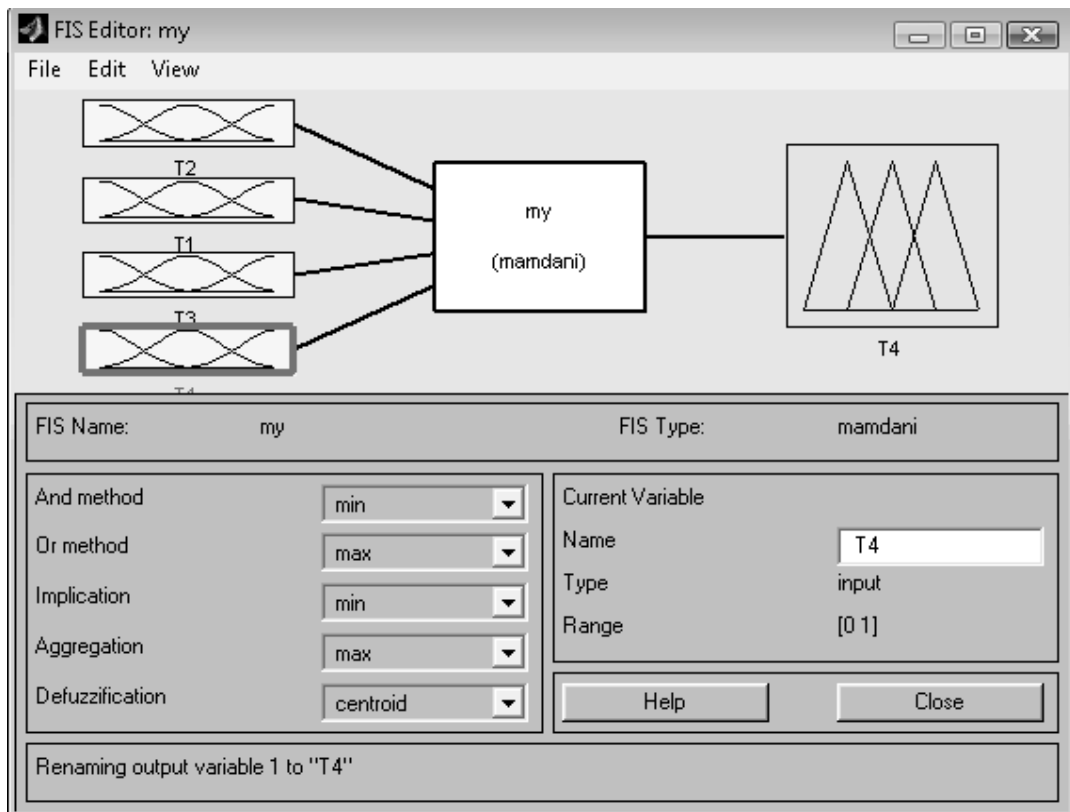 FIS Editor: my
File Edit View
T2
T1
T3
my
(mamdani)
T4
FIS Name: my FIS Type: mamdani
And method min
Or method max
Implication min
Aggregation max
Defuzzification centroid
Current Variable
Name T4
Type input
Range [0 1]
Help Close
Renaming output variable 1 to "T4"